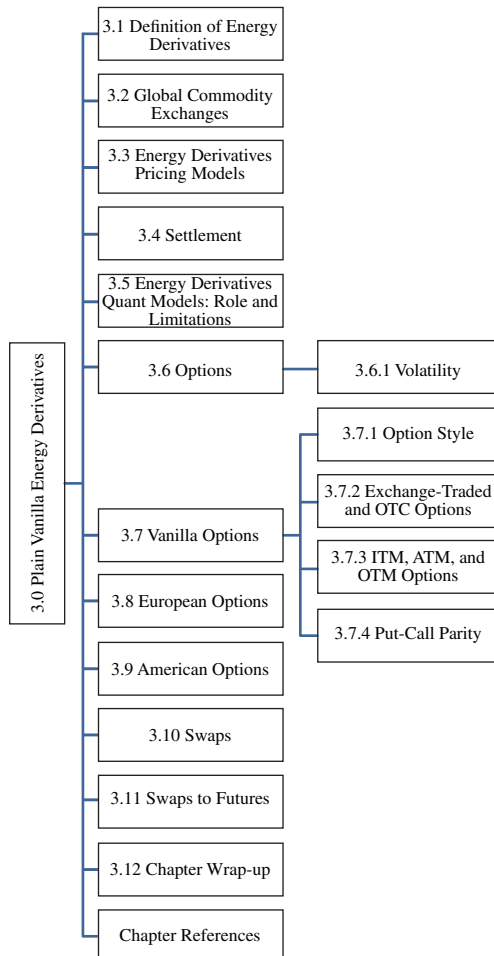 3.0 Plain Vanilla Energy Derivatives
3.1 Definition of Energy
Derivatives
3.2 Global Commodity
Exchanges
3.3 Energy Derivatives
Pricing Models
3.4 Settlement
3.5 Energy Derivatives
Quant Models: Role and
Limitations
3.6 Options
3.6.1 Volatility
3.7 Vanilla Options
3.7.1 Option Style
3.7.2 Exchange-Traded
and OTC Options
3.7.3 ITM, ATM, and
OTM Options
3.7.4 Put-Call Parity
3.8 European Options
3.9 American Options
3.10 Swaps
3.11 Swaps to Futures
3.12 Chapter Wrap-up
Chapter References